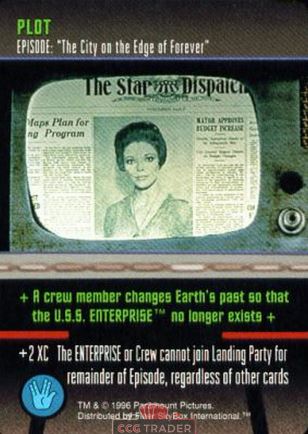 PLOT
EPISODE: "The City on the Edge of Forever"
The Star Dispatch
Maps Plan for
ng Program
MAYOR APPROVES
BUDGET INCREASE
+ A crew member changes Earth's past so that
the U.S.S. ENTERPRISE™ no longer exists +
+2 XC The ENTERPRISE or Crew cannot join Landing Party for
remainder of Episode, regardless of other cards
TM & © 1996 Paramount Pictures.
Distributed by Fleer SkyBox International.™
CCG TRADER